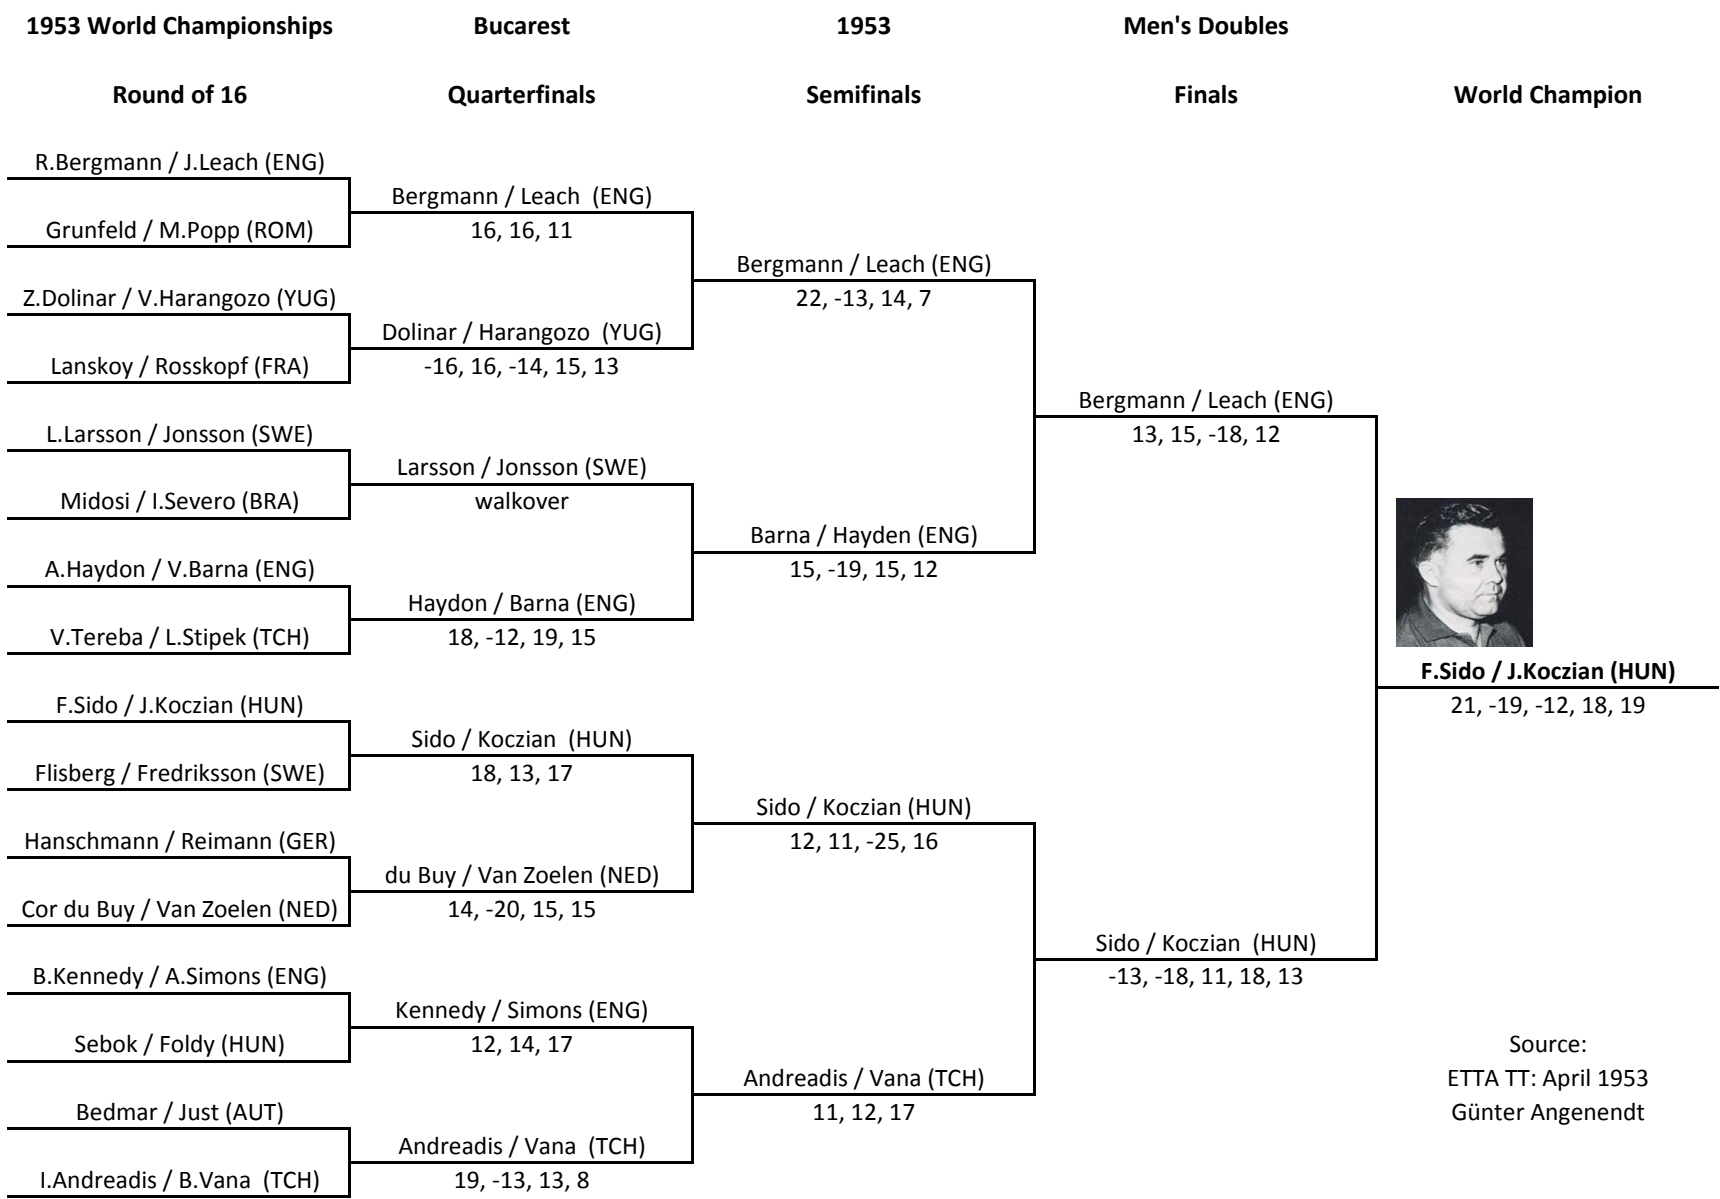 1953 World Championships
Bucarest
1953
Men's Doubles
Round of 16
Quarterfinals
Semifinals
Finals
World Champion
R.Bergmann / J.Leach (ENG)
Grunfeld / M.Popp (ROM)
Z.Dolinar / V.Harangozo (YUG)
Lanskoy / Rosskopf (FRA)
L.Larsson / Jonsson (SWE)
Midosi / I.Severo (BRA)
A.Haydon / V.Barna (ENG)
V.Tereba / L.Stipek (TCH)
F.Sido / J.Koczian (HUN)
Flisberg / Fredriksson (SWE)
Hanschmann / Reimann (GER)
Cor du Buy / Van Zoelen (NED)
B.Kennedy / A.Simons (ENG)
Sebok / Foldy (HUN)
Bedmar / Just (AUT)
I.Andreadis / B.Vana (TCH)
Bergmann / Leach (ENG)
16, 16, 11
Dolinar / Harangozo (YUG)
-16, 16, -14, 15, 13
Larsson / Jonsson (SWE)
walkover
Haydon / Barna (ENG)
18, -12, 19, 15
Sido / Koczian (HUN)
18, 13, 17
du Buy / Van Zoelen (NED)
14, -20, 15, 15
Kennedy / Simons (ENG)
12, 14, 17
Andreadis / Vana (TCH)
19, -13, 13, 8
Bergmann / Leach (ENG)
22, -13, 14, 7
Barna / Hayden (ENG)
15, -19, 15, 12
Sido / Koczian (HUN)
12, 11, -25, 16
Andreadis / Vana (TCH)
11, 12, 17
Bergmann / Leach (ENG)
13, 15, -18, 12
Sido / Koczian (HUN)
-13, -18, 11, 18, 13
F.Sido / J.Koczian (HUN)
21, -19, -12, 18, 19
Source:
ETTA TT: April 1953
Günter Angenendt